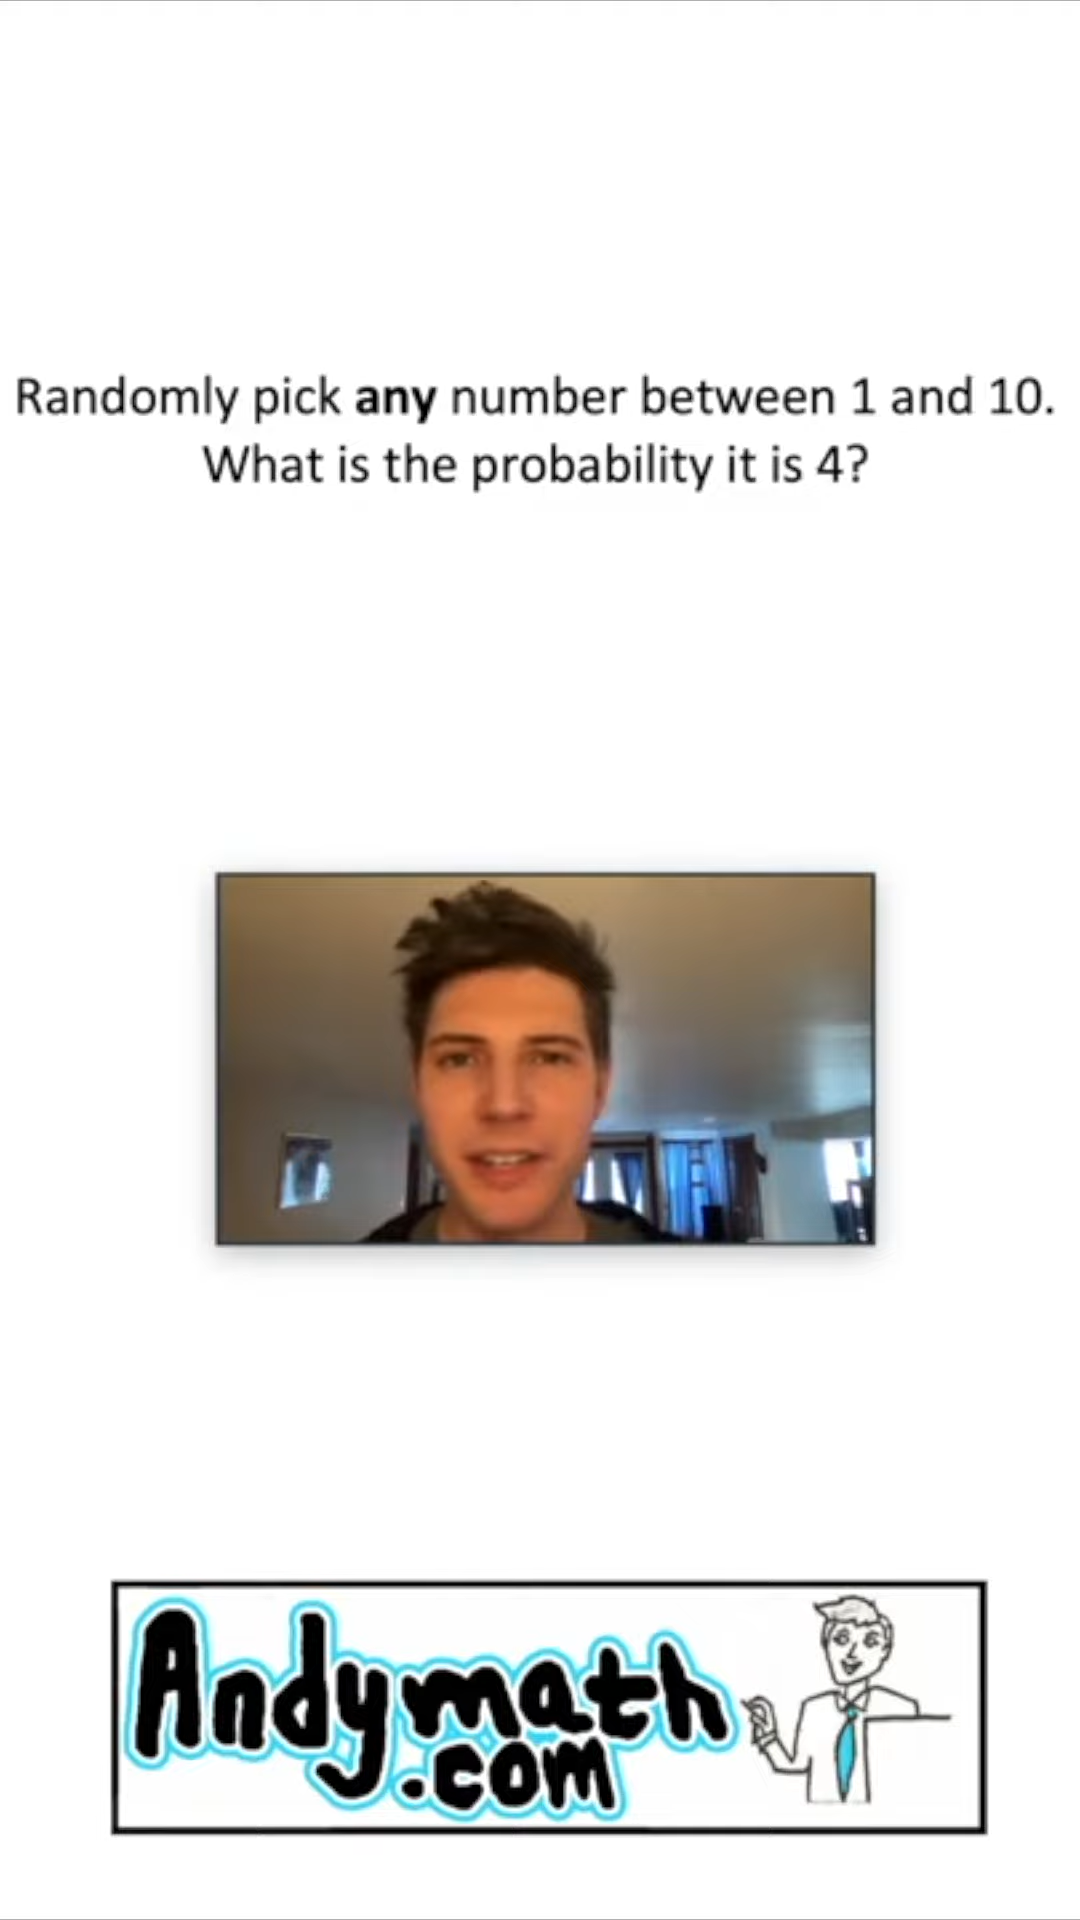 Randomly pick any number between 1 and 10.
What is the probability it is 4?
Andymath
.com